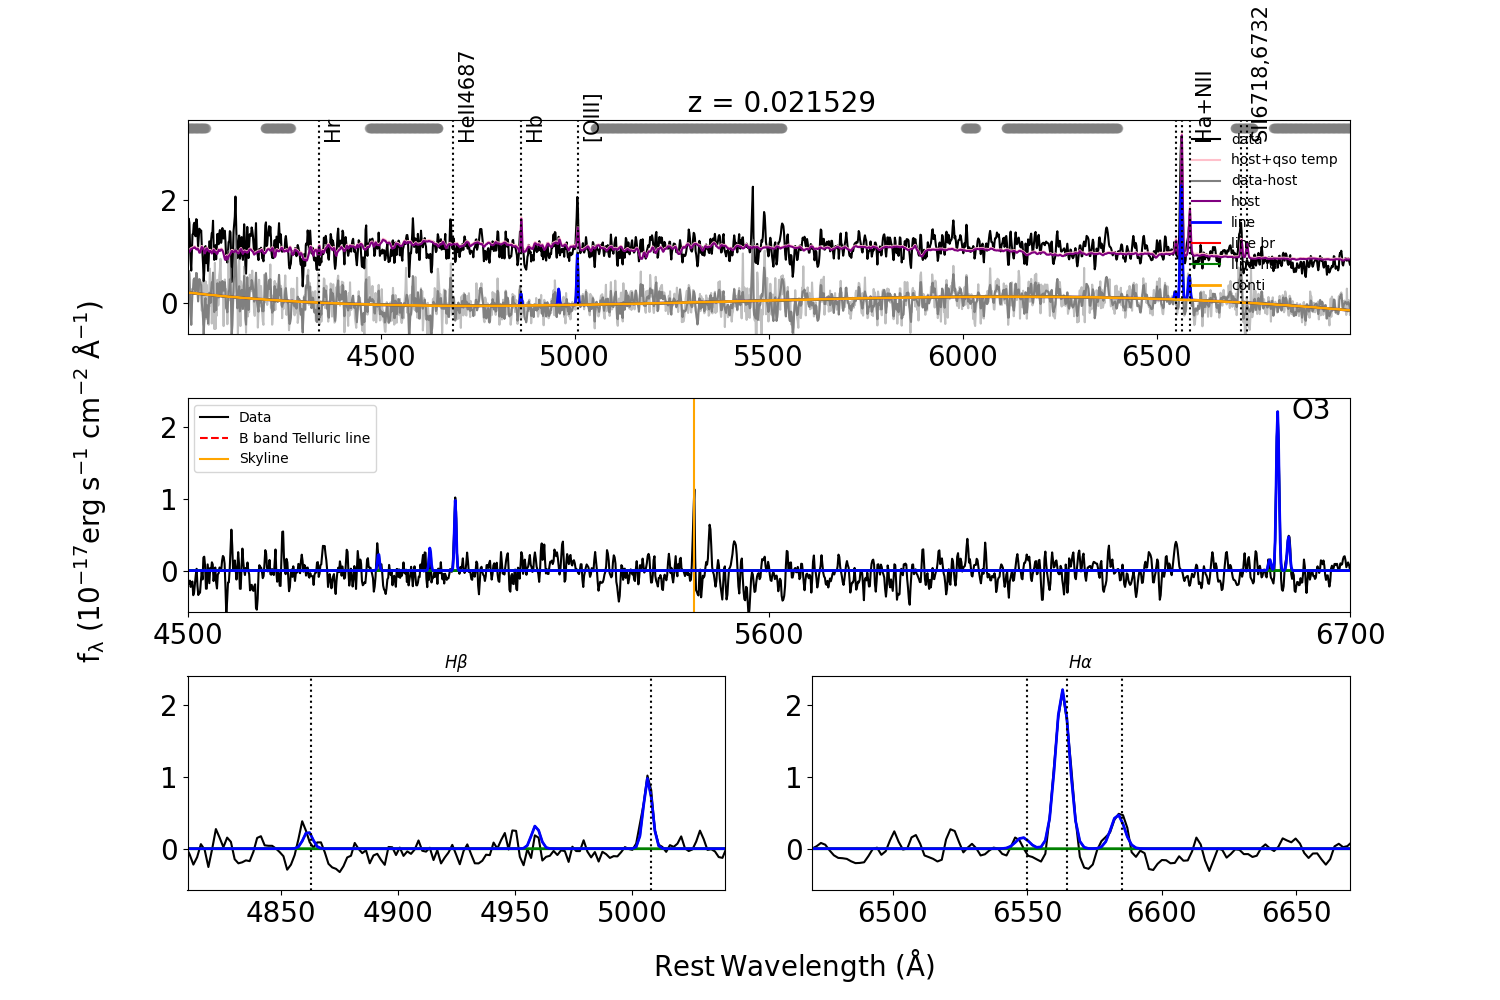 z = 0.021529
Hr
HeII4687
Hb
[OIII]
Ha+NII
SII6718,6732
data
host+qso temp
data-host
host
line
line br
conti
2
0
4500 5000 5500 6000 6500
Data
B band Telluric line
Skyline
O3
2
1
0
4500 5600 6700
fλ (10−17erg s−1 cm−2 Å−1)
Hβ
2
1
0
4850 4900 4950 5000
Hα
2
1
0
6500 6550 6600 6650
Rest Wavelength (Å)